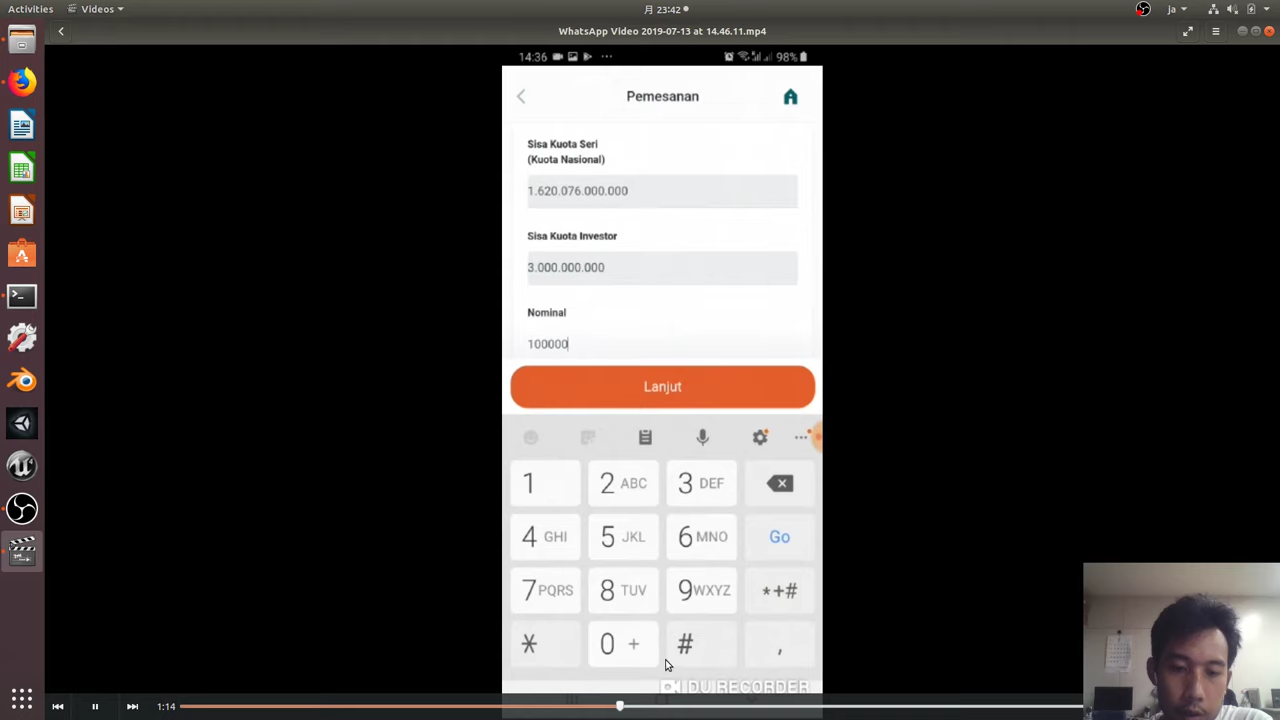 Activities
Videos
月 23:42
ja
WhatsApp Video 2019-07-13 at 14.46.11.mp4
14:36
98%
Pemesanan
Sisa Kuota Seri
(Kuota Nasional)
1.620.076.000.000
Sisa Kuota Investor
3.000.000.000
Nominal
100000
Lanjut
1
2 ABC
3 DEF
4 GHI
5 JKL
6 MNO
Go
7 PQRS
8 TUV
9 WXYZ
*+#
*
0 +
#
,
DU RECORDER
1:14